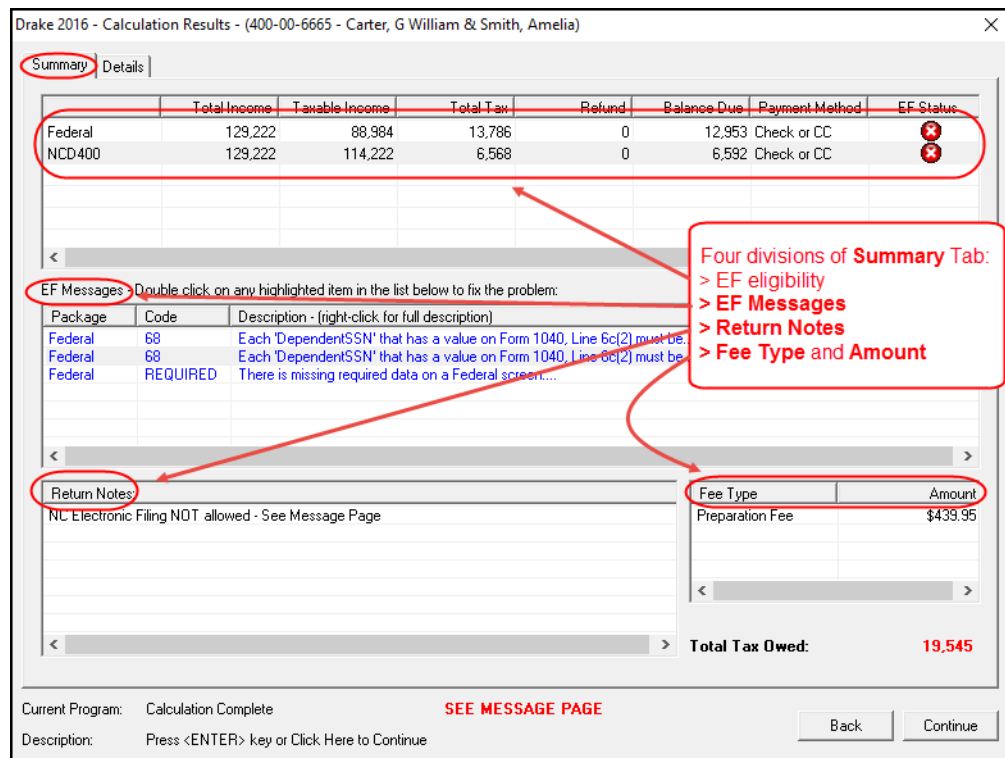 Drake 2016 - Calculation Results - (400-00-6665 - Carter, G William & Smith, Amelia)
Summary Details
Total Income Taxable Income Total Tax Refund Balance Due Payment Method EF Status
Federal 129,222 88,984 13,786 0 12,953 Check or CC
NCD400 129,222 114,222 6,568 0 6,592 Check or CC
Four divisions of Summary Tab:
> EF eligibility
> EF Messages
> Return Notes
> Fee Type and Amount
EF Messages - Double click on any highlighted item in the list below to fix the problem:
Package Code Description - (right-click for full description)
Federal 68 Each 'DependentSSN' that has a value on Form 1040, Line 6c(2) must be..
Federal 68 Each 'DependentSSN' that has a value on Form 1040, Line 6c(2) must be
Federal REQUIRED There is missing required data on a Federal screen....
Return Notes:
NC Electronic Filing NOT allowed - See Message Page
Fee Type Amount
Preparation Fee $439.95
Total Tax Owed: 19,545
Current Program: Calculation Complete
SEE MESSAGE PAGE
Description: Press <ENTER> key or Click Here to Continue
Back Continue